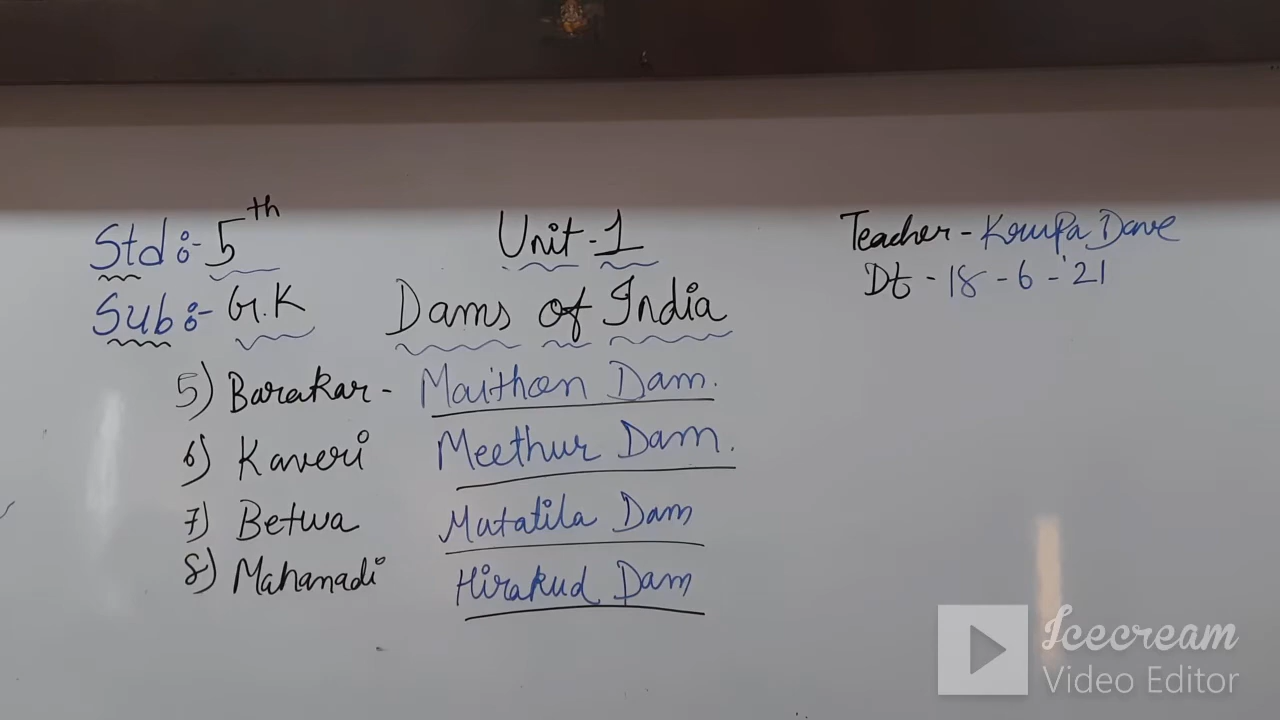 Std:- 5th
Unit-1
Teacher - Krupa Dave
Sub:- G.K
Dams of India
Dt - 18 - 6 - '21
5) Barakar - Maithon Dam.
6) Kaveri Meethur Dam.
7) Betwa Matatila Dam
8) Mahanadi Hirakud Dam
Icecream
Video Editor